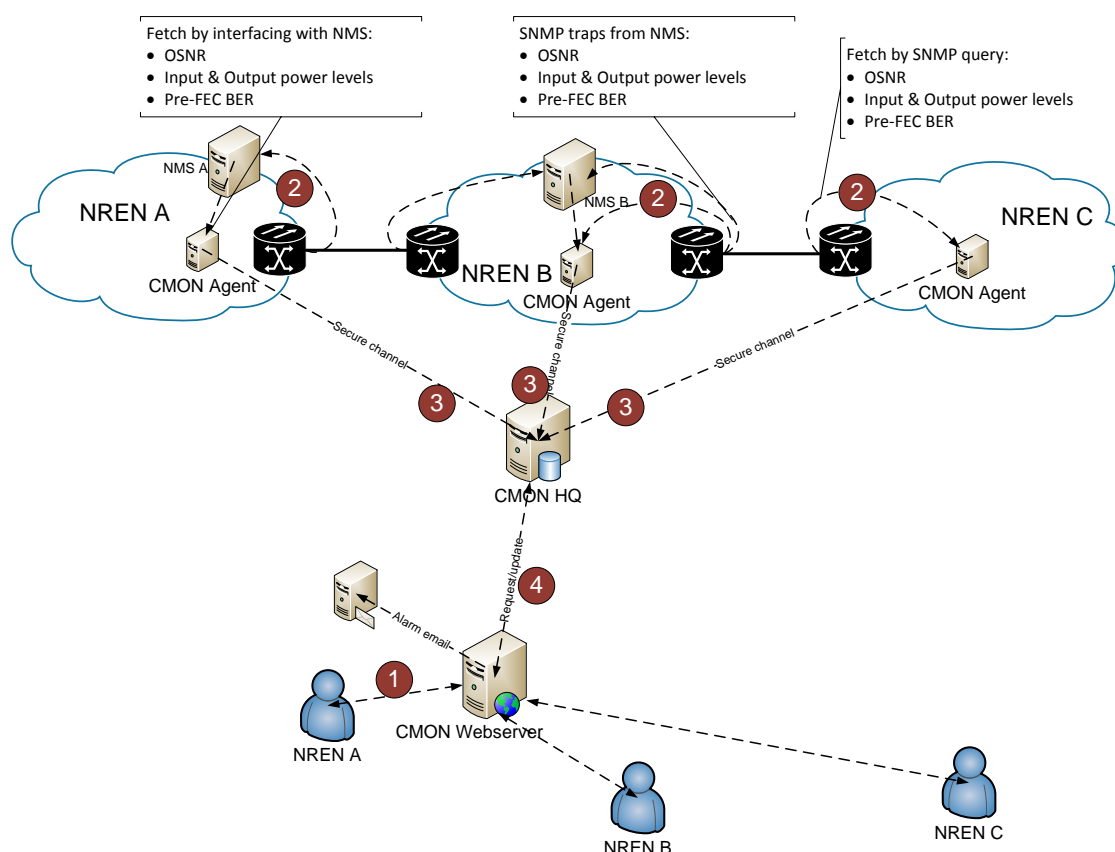 Fetch by interfacing with NMS:
• OSNR
• Input & Output power levels
• Pre-FEC BER
SNMP traps from NMS:
• OSNR
• Input & Output power levels
• Pre-FEC BER
Fetch by SNMP query:
• OSNR
• Input & Output power levels
• Pre-FEC BER
NMS A
2
NREN A
CMON Agent
NMS B
2
NREN B
CMON Agent
2
NREN C
CMON Agent
Secure channel
Secure channel
Secure channel
3
3
3
CMON HQ
Request/update
4
Alarm email
1
CMON Webserver
NREN A
NREN B
NREN C